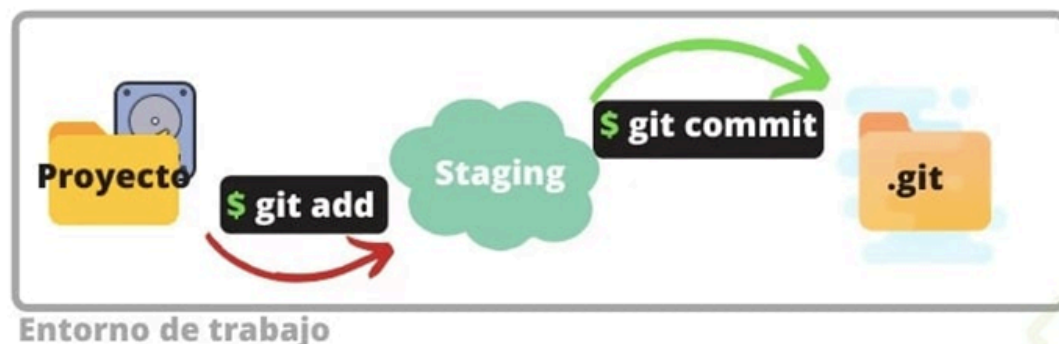 Proyecto
$ git add
Staging
$ git commit
.git
Entorno de trabajo